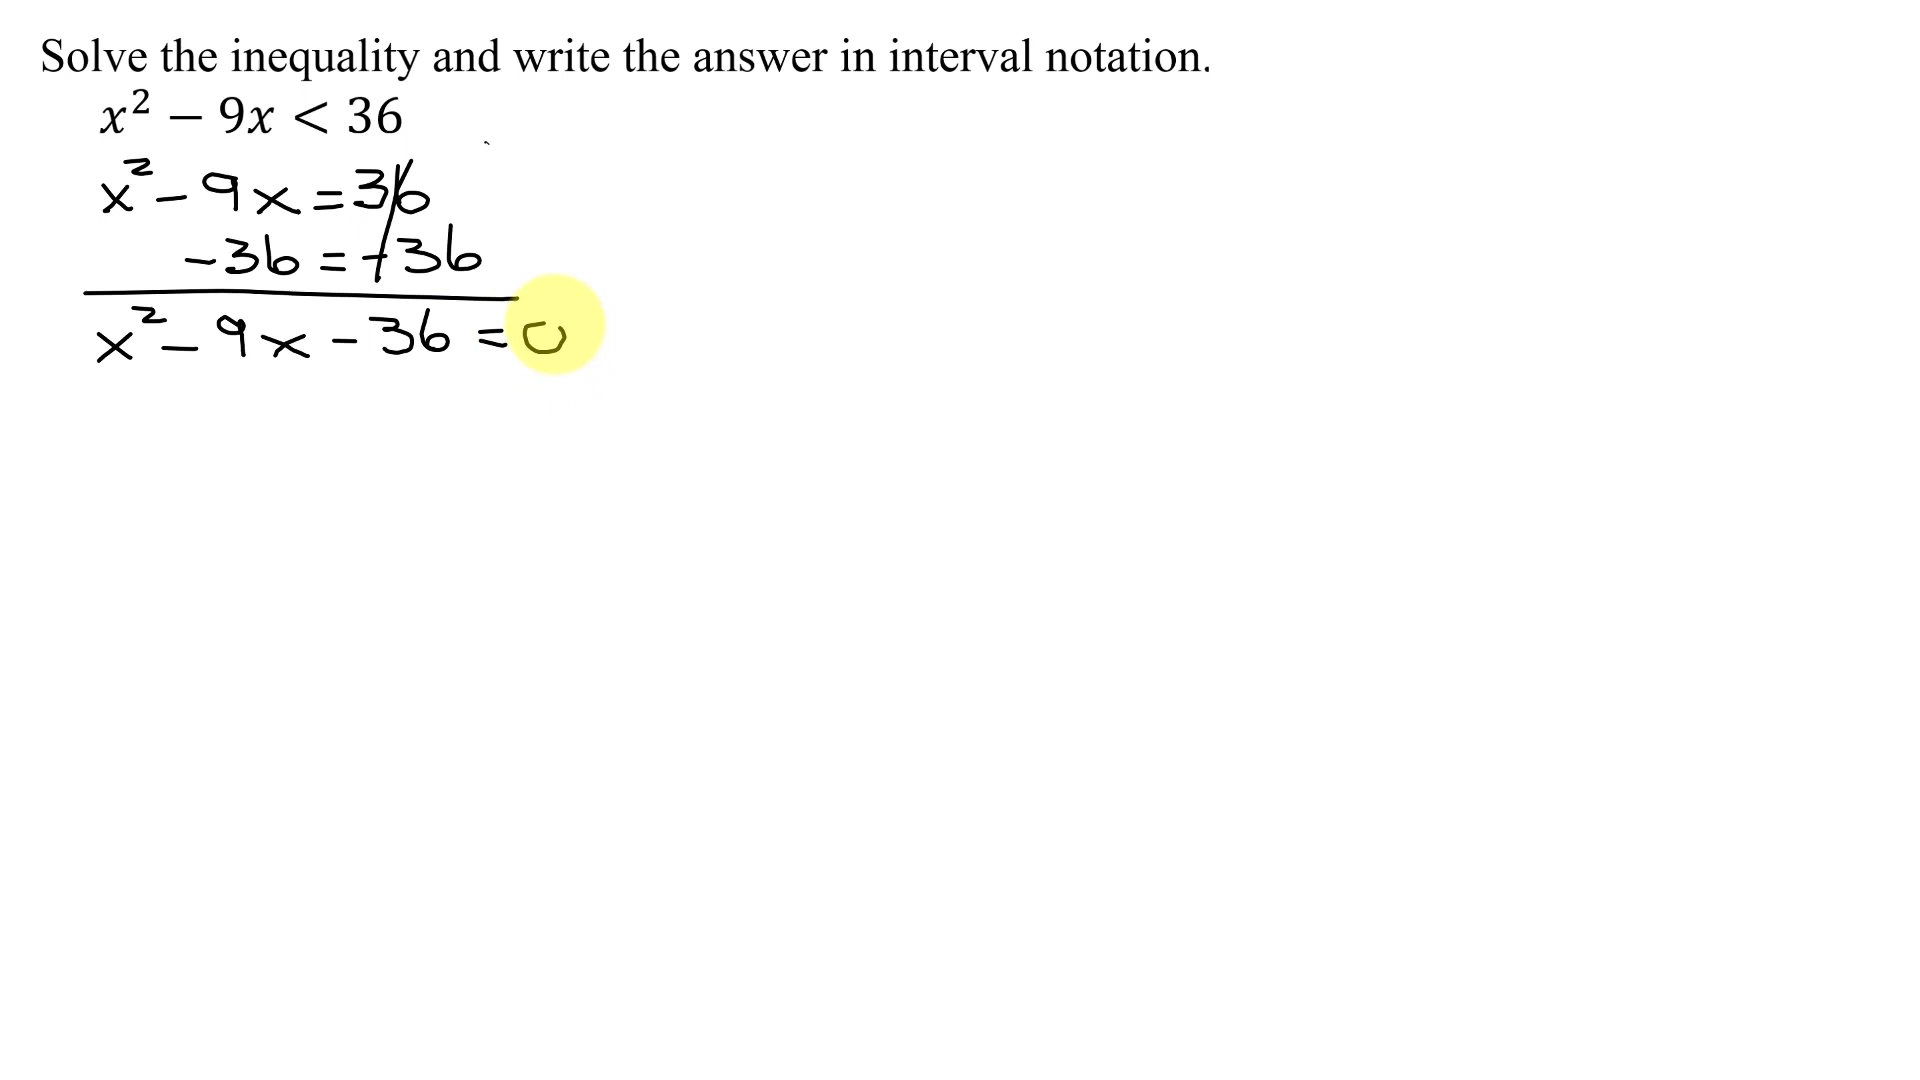 Solve the inequality and write the answer in interval notation.
x² − 9x < 36
x² - 9x = 36
-36 = -36
x² - 9x - 36 = 0